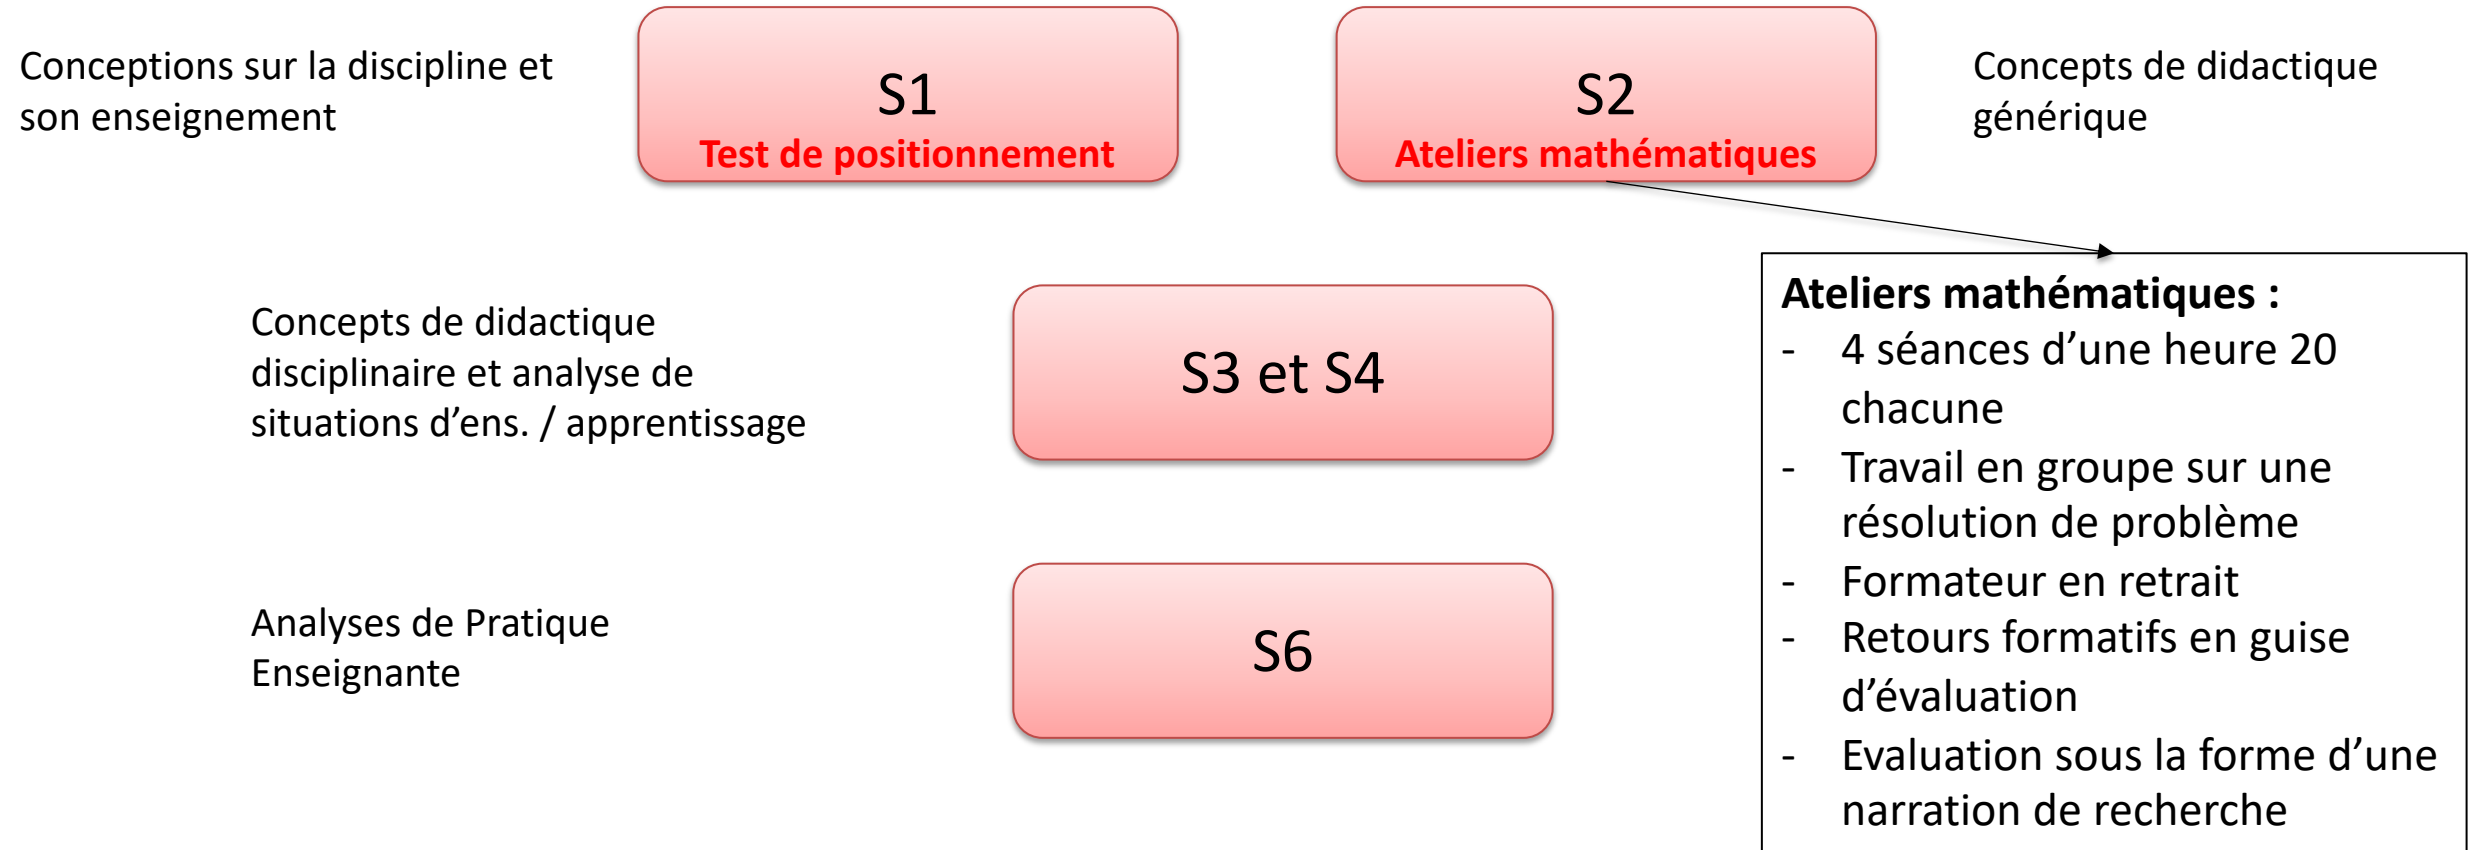 Conceptions sur la discipline et
son enseignement
S1
Test de positionnement
S2
Ateliers mathématiques
Concepts de didactique
générique
Concepts de didactique
disciplinaire et analyse de
situations d’ens. / apprentissage
S3 et S4
Analyses de Pratique
Enseignante
S6
Ateliers mathématiques :
- 4 séances d’une heure 20
chacune
- Travail en groupe sur une
résolution de problème
- Formateur en retrait
- Retours formatifs en guise
d’évaluation
- Evaluation sous la forme d’une
narration de recherche